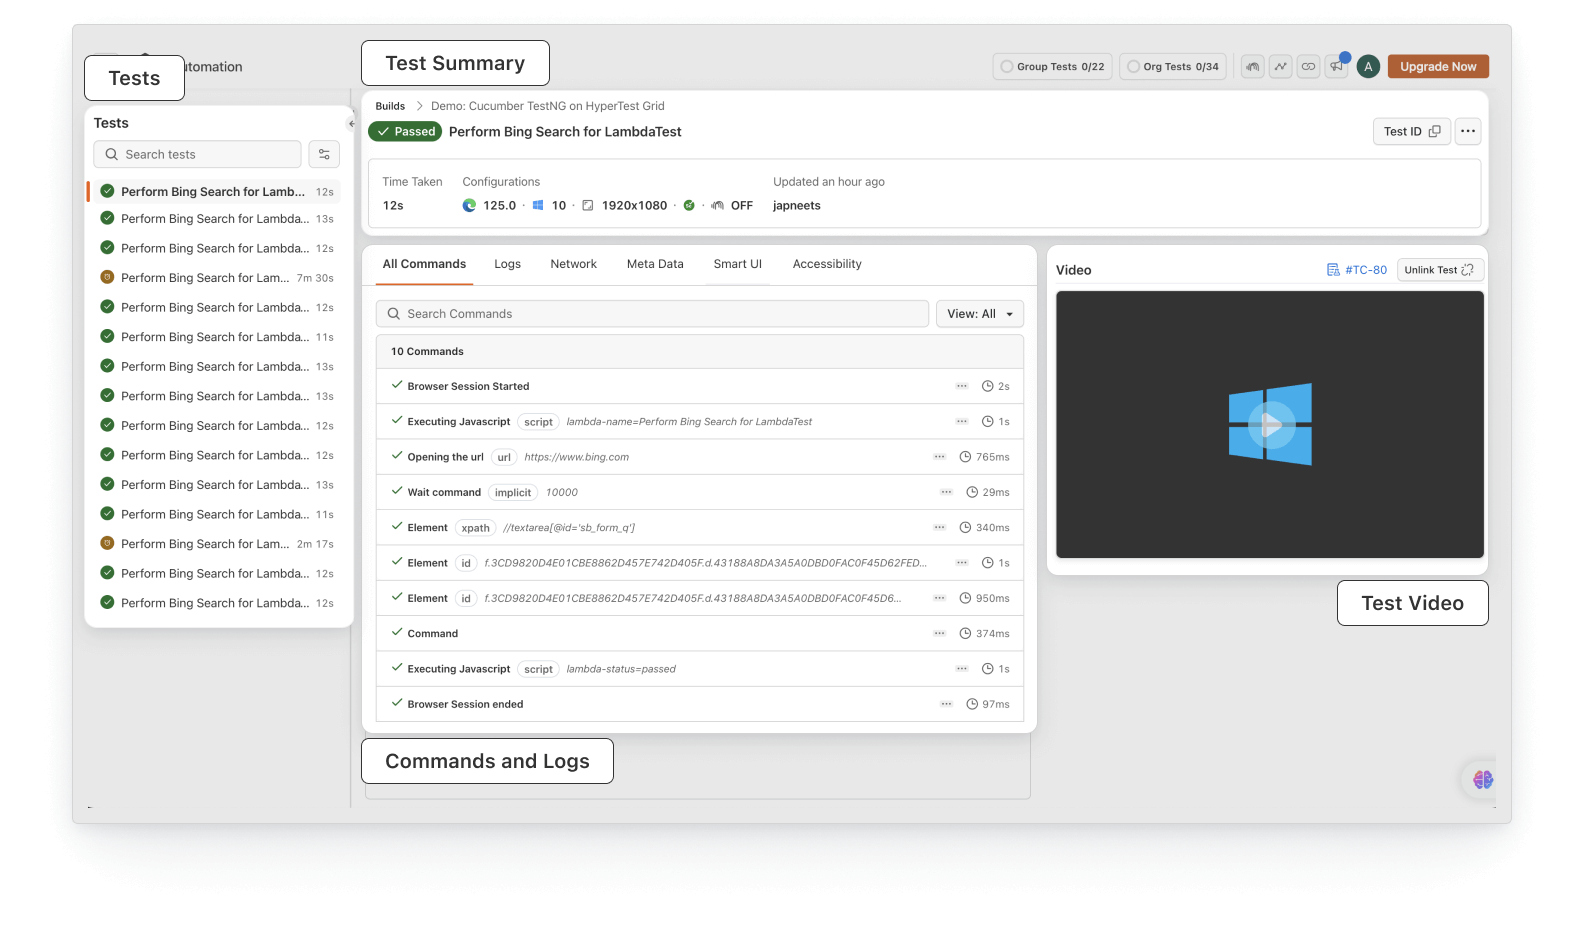 Tests
utomation
Test Summary
Group Tests 0/22
Org Tests 0/34
A
Upgrade Now
Tests
Search tests
Perform Bing Search for Lamb... 12s
Perform Bing Search for Lambda... 13s
Perform Bing Search for Lambda... 12s
Perform Bing Search for Lam... 7m 30s
Perform Bing Search for Lambda... 12s
Perform Bing Search for Lambda... 11s
Perform Bing Search for Lambda... 13s
Perform Bing Search for Lambda... 13s
Perform Bing Search for Lambda... 12s
Perform Bing Search for Lambda... 12s
Perform Bing Search for Lambda... 13s
Perform Bing Search for Lambda... 11s
Perform Bing Search for Lam... 2m 17s
Perform Bing Search for Lambda... 12s
Perform Bing Search for Lambda... 12s
Builds > Demo: Cucumber TestNG on HyperTest Grid
Passed Perform Bing Search for LambdaTest
Test ID
Time Taken Configurations Updated an hour ago
12s 125.0 · 10 · 1920x1080 · · OFF japneets
All Commands Logs Network Meta Data Smart UI Accessibility
Search Commands View: All
10 Commands
Browser Session Started 2s
Executing Javascript script lambda-name=Perform Bing Search for LambdaTest 1s
Opening the url url https://www.bing.com 765ms
Wait command implicit 10000 29ms
Element xpath //textarea[@id='sb_form_q'] 340ms
Element id f.3CD9820D4E01CBE8862D457E742D405F.d.43188A8DA3A5A0DBD0FAC0F45D62FED... 1s
Element id f.3CD9820D4E01CBE8862D457E742D405F.d.43188A8DA3A5A0DBD0FAC0F45D6... 950ms
Command 374ms
Executing Javascript script lambda-status=passed 1s
Browser Session ended 97ms
Commands and Logs
Video #TC-80 Unlink Test
Test Video